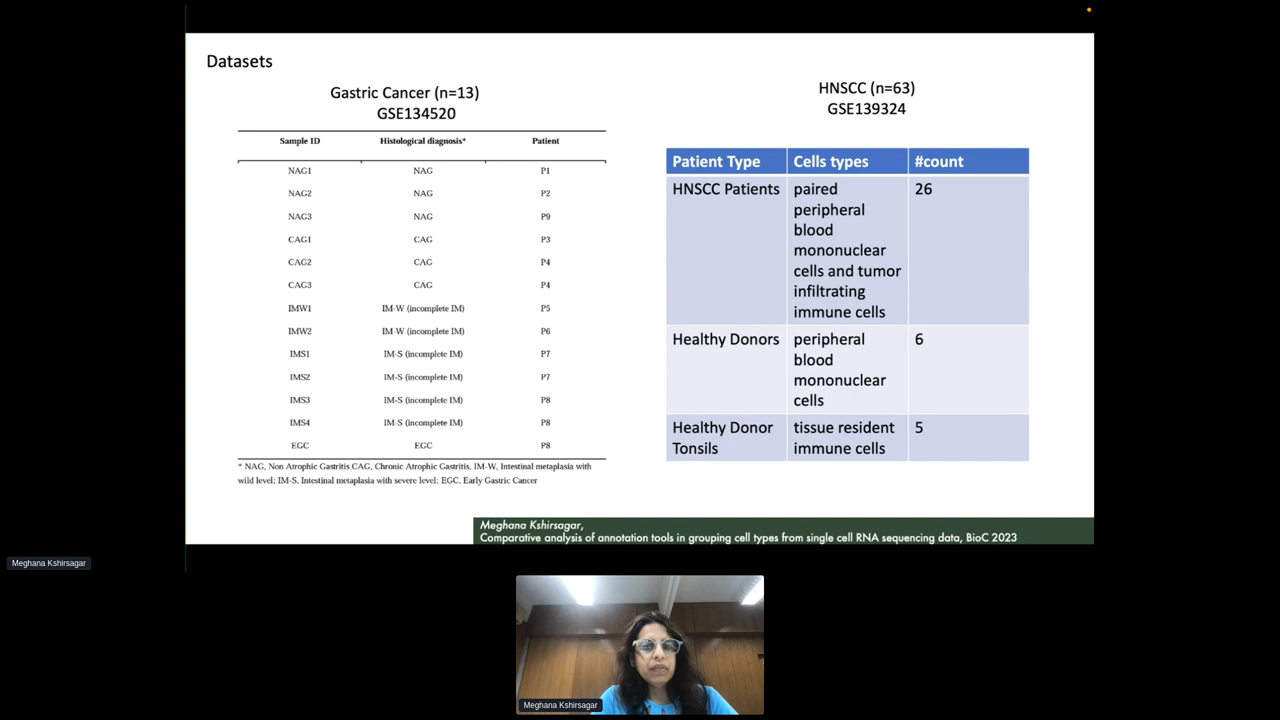 Datasets
Gastric Cancer (n=13)
GSE134520
Sample ID Histological diagnosis* Patient
NAG1 NAG P1
NAG2 NAG P2
NAG3 NAG P9
CAG1 CAG P3
CAG2 CAG P4
CAG3 CAG P4
IMW1 IM-W (incomplete IM) P5
IMW2 IM-W (incomplete IM) P6
IMS1 IM-S (incomplete IM) P7
IMS2 IM-S (incomplete IM) P7
IMS3 IM-S (incomplete IM) P8
IMS4 IM-S (incomplete IM) P8
EGC EGC P8
* NAG, Non Atrophic Gastritis CAG, Chronic Atrophic Gastritis, IM-W, Intestinal metaplasia with
wild level; IM-S, Intestinal metaplasia with severe level; EGC, Early Gastric Cancer
HNSCC (n=63)
GSE139324
Patient Type Cells types #count
HNSCC Patients paired 26
peripheral
blood
mononuclear
cells and tumor
infiltrating
immune cells
Healthy Donors peripheral 6
blood
mononuclear
cells
Healthy Donor tissue resident 5
Tonsils immune cells
Meghana Kshirsagar,
Comparative analysis of annotation tools in grouping cell types from single cell RNA sequencing data, BioC 2023
Meghana Kshirsagar
Meghana Kshirsagar